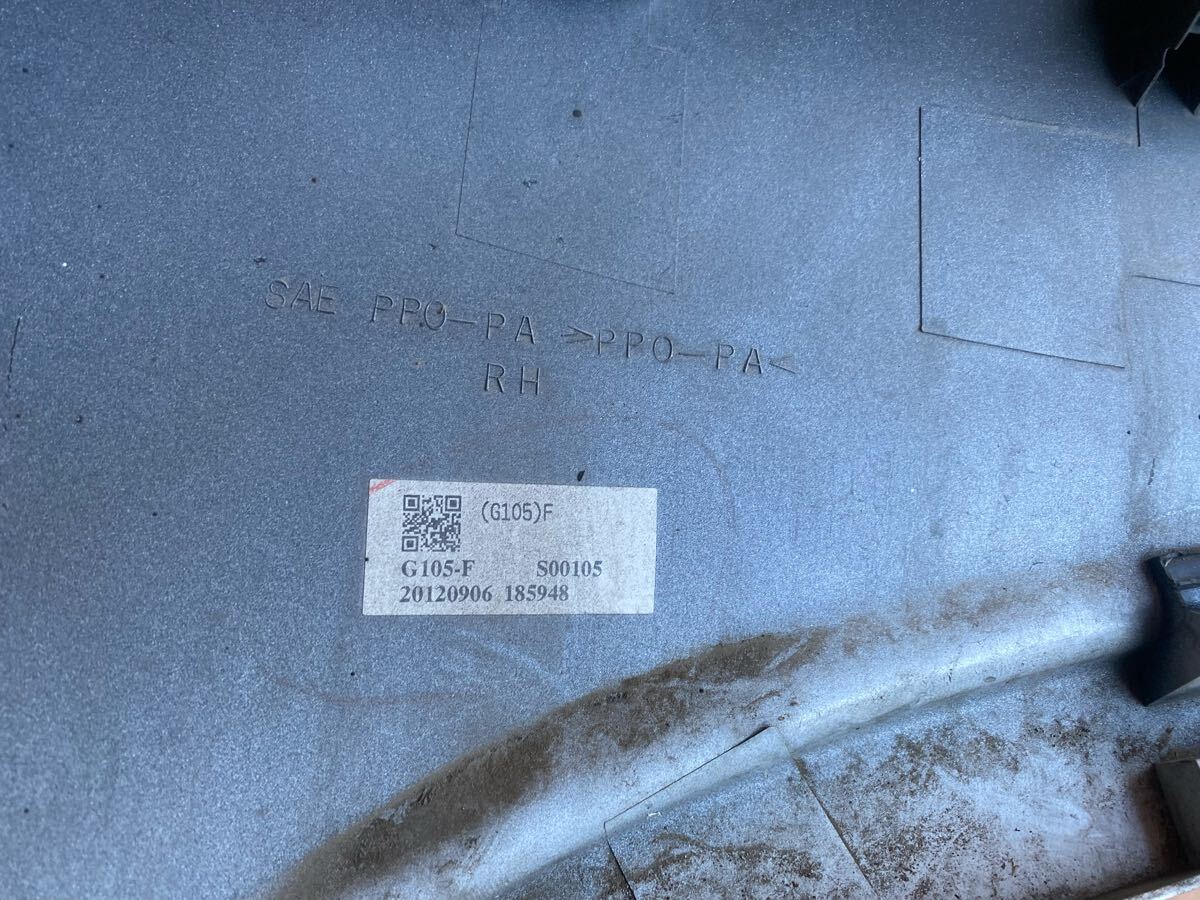 SAE PPO-PA >PPO-PA<
RH
(G105)F
G105-F S00105
20120906 185948